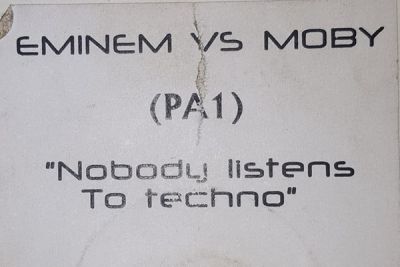 EMINEM VS MOBY
(PA1)
"Nobody listens
To techno"